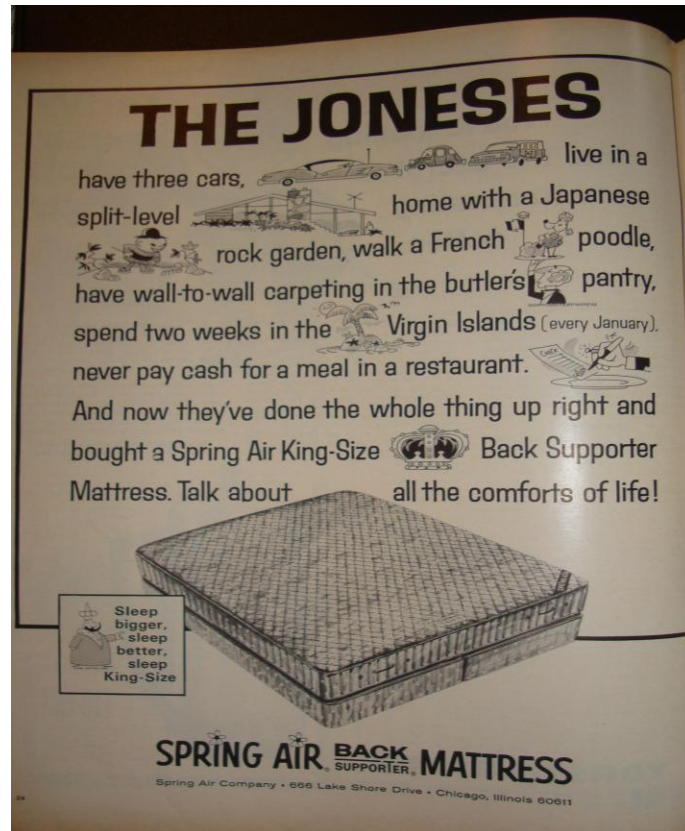 THE JONESES
have three cars, live in a
split-level home with a Japanese
rock garden, walk a French poodle,
have wall-to-wall carpeting in the butler's pantry,
spend two weeks in the Virgin Islands (every January),
never pay cash for a meal in a restaurant.
And now they've done the whole thing up right and
bought a Spring Air King-Size Back Supporter
Mattress. Talk about all the comforts of life!
Sleep
bigger,
sleep
better,
sleep
King-Size
SPRING AIR® BACK SUPPORTER® MATTRESS
Spring Air Company • 666 Lake Shore Drive • Chicago, Illinois 60611